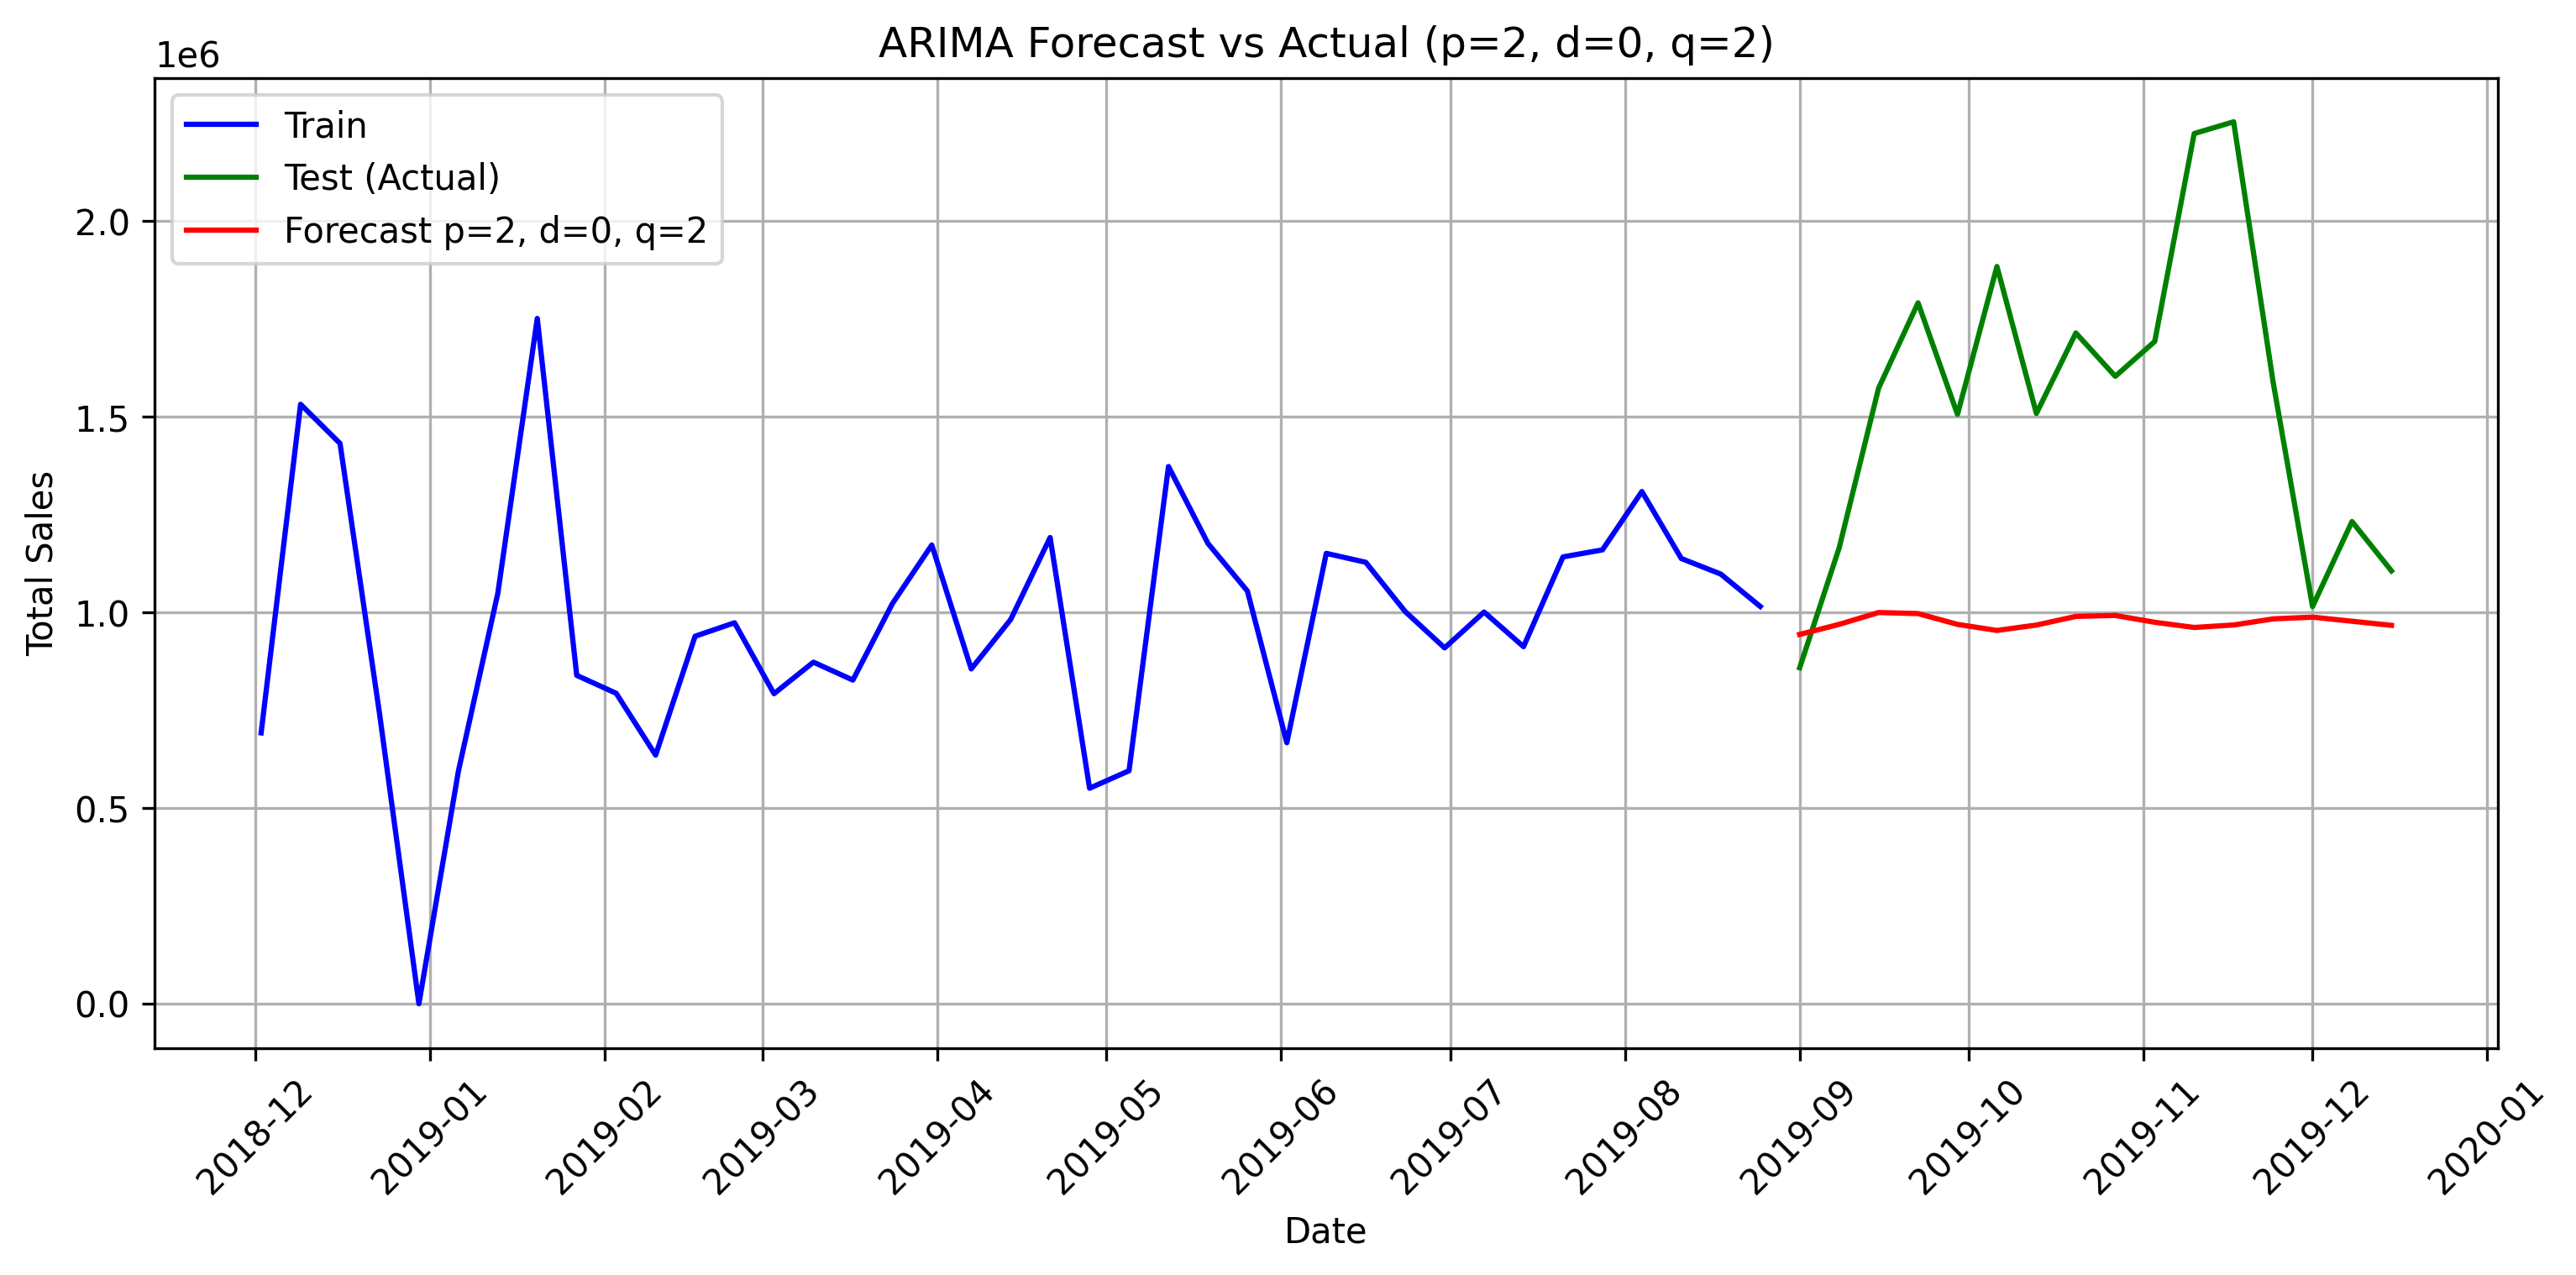 ARIMA Forecast vs Actual (p=2, d=0, q=2)
1e6
Train
Test (Actual)
Forecast p=2, d=0, q=2
2.0
1.5
1.0
0.5
0.0
Total Sales
2018-12
2019-01
2019-02
2019-03
2019-04
2019-05
2019-06
2019-07
2019-08
2019-09
2019-10
2019-11
2019-12
2020-01
Date